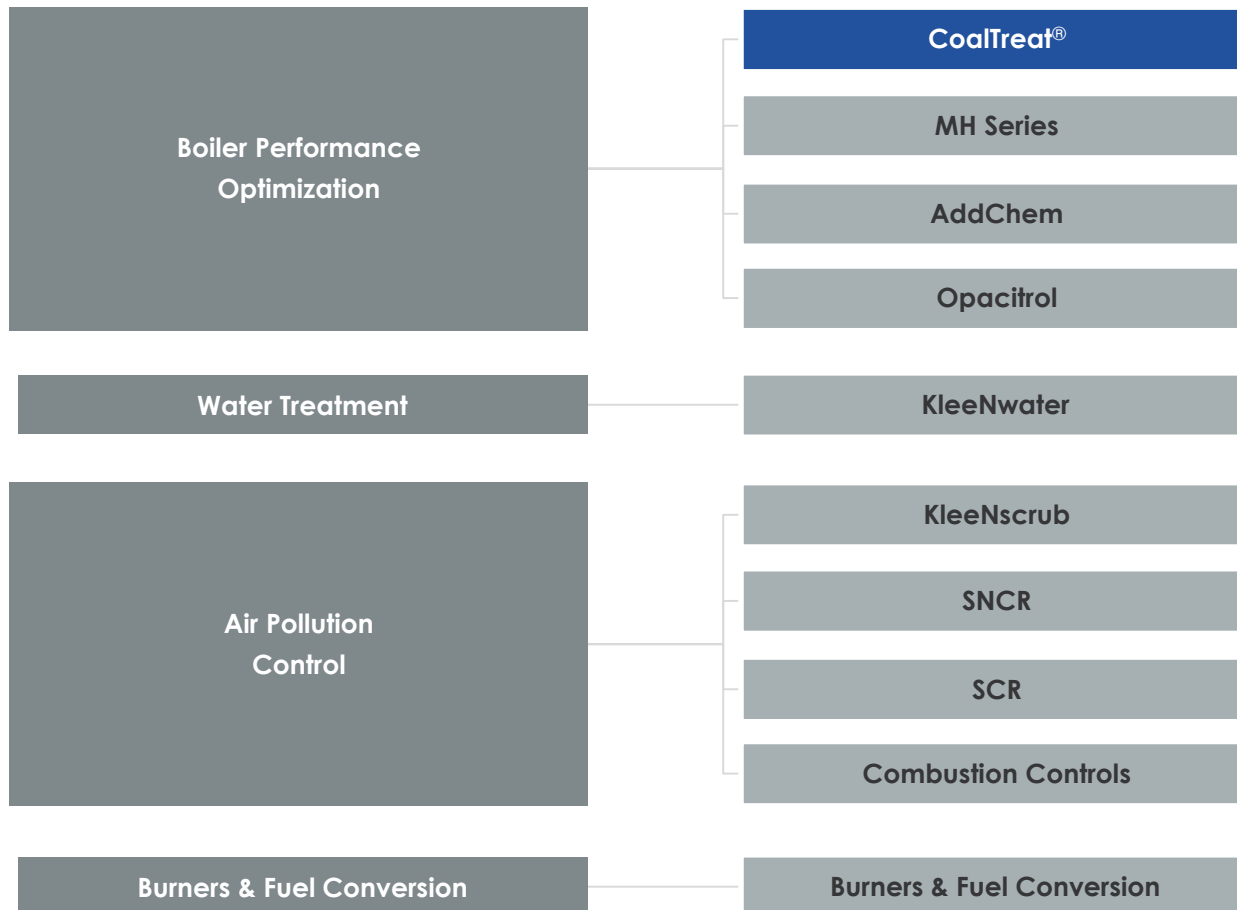 Boiler Performance
Optimization
CoalTreat®
MH Series
AddChem
Opacitrol
Water Treatment
KleeNwater
Air Pollution
Control
KleeNscrub
SNCR
SCR
Combustion Controls
Burners & Fuel Conversion
Burners & Fuel Conversion